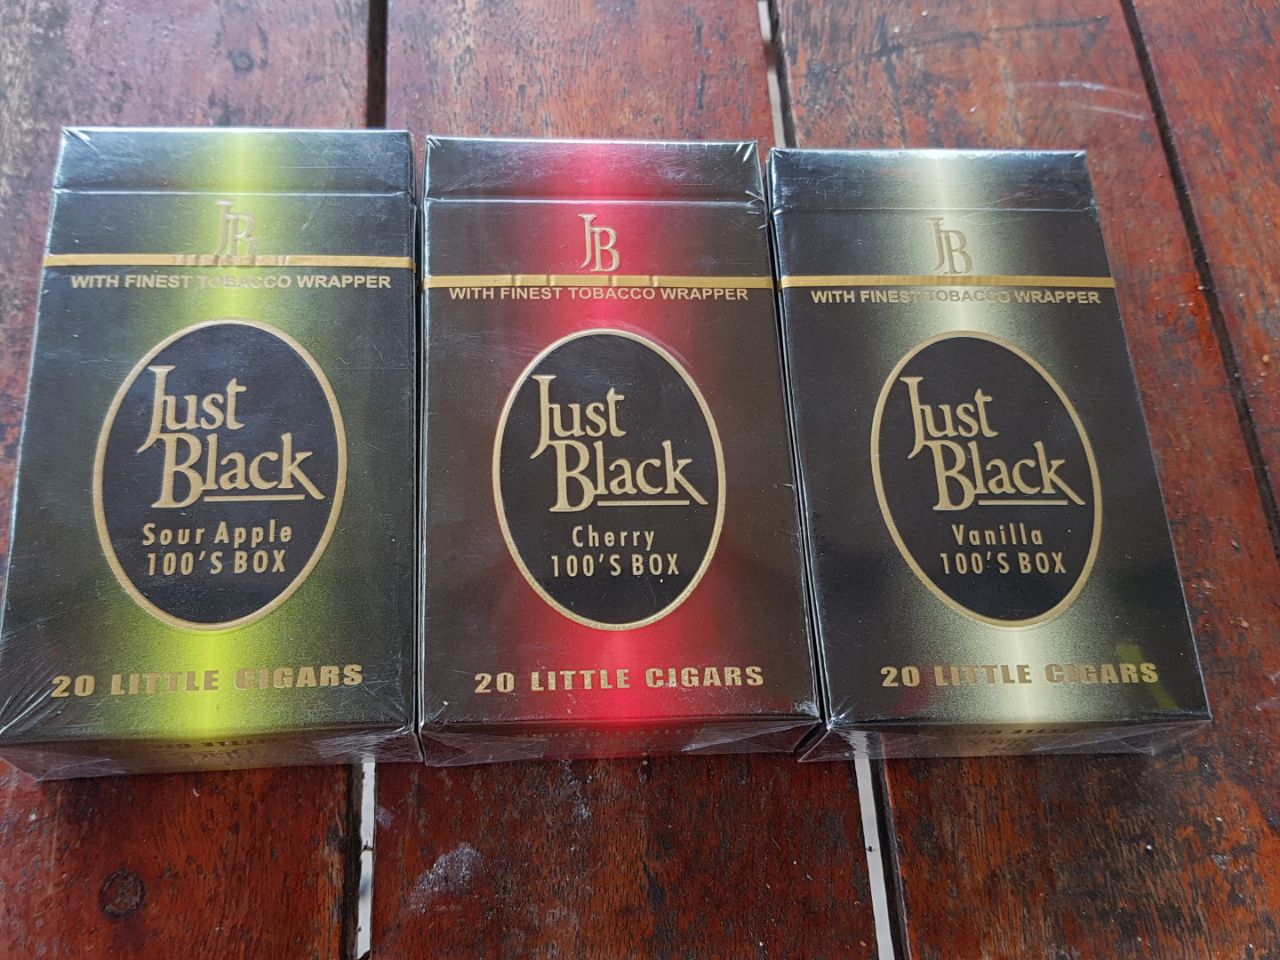 JB
WITH FINEST TOBACCO WRAPPER
Just
Black
Sour Apple
100'S BOX
20 LITTLE CIGARS
JB
WITH FINEST TOBACCO WRAPPER
Just
Black
Cherry
100'S BOX
20 LITTLE CIGARS
JB
WITH FINEST TOBACCO WRAPPER
Just
Black
Vanilla
100'S BOX
20 LITTLE CIGARS